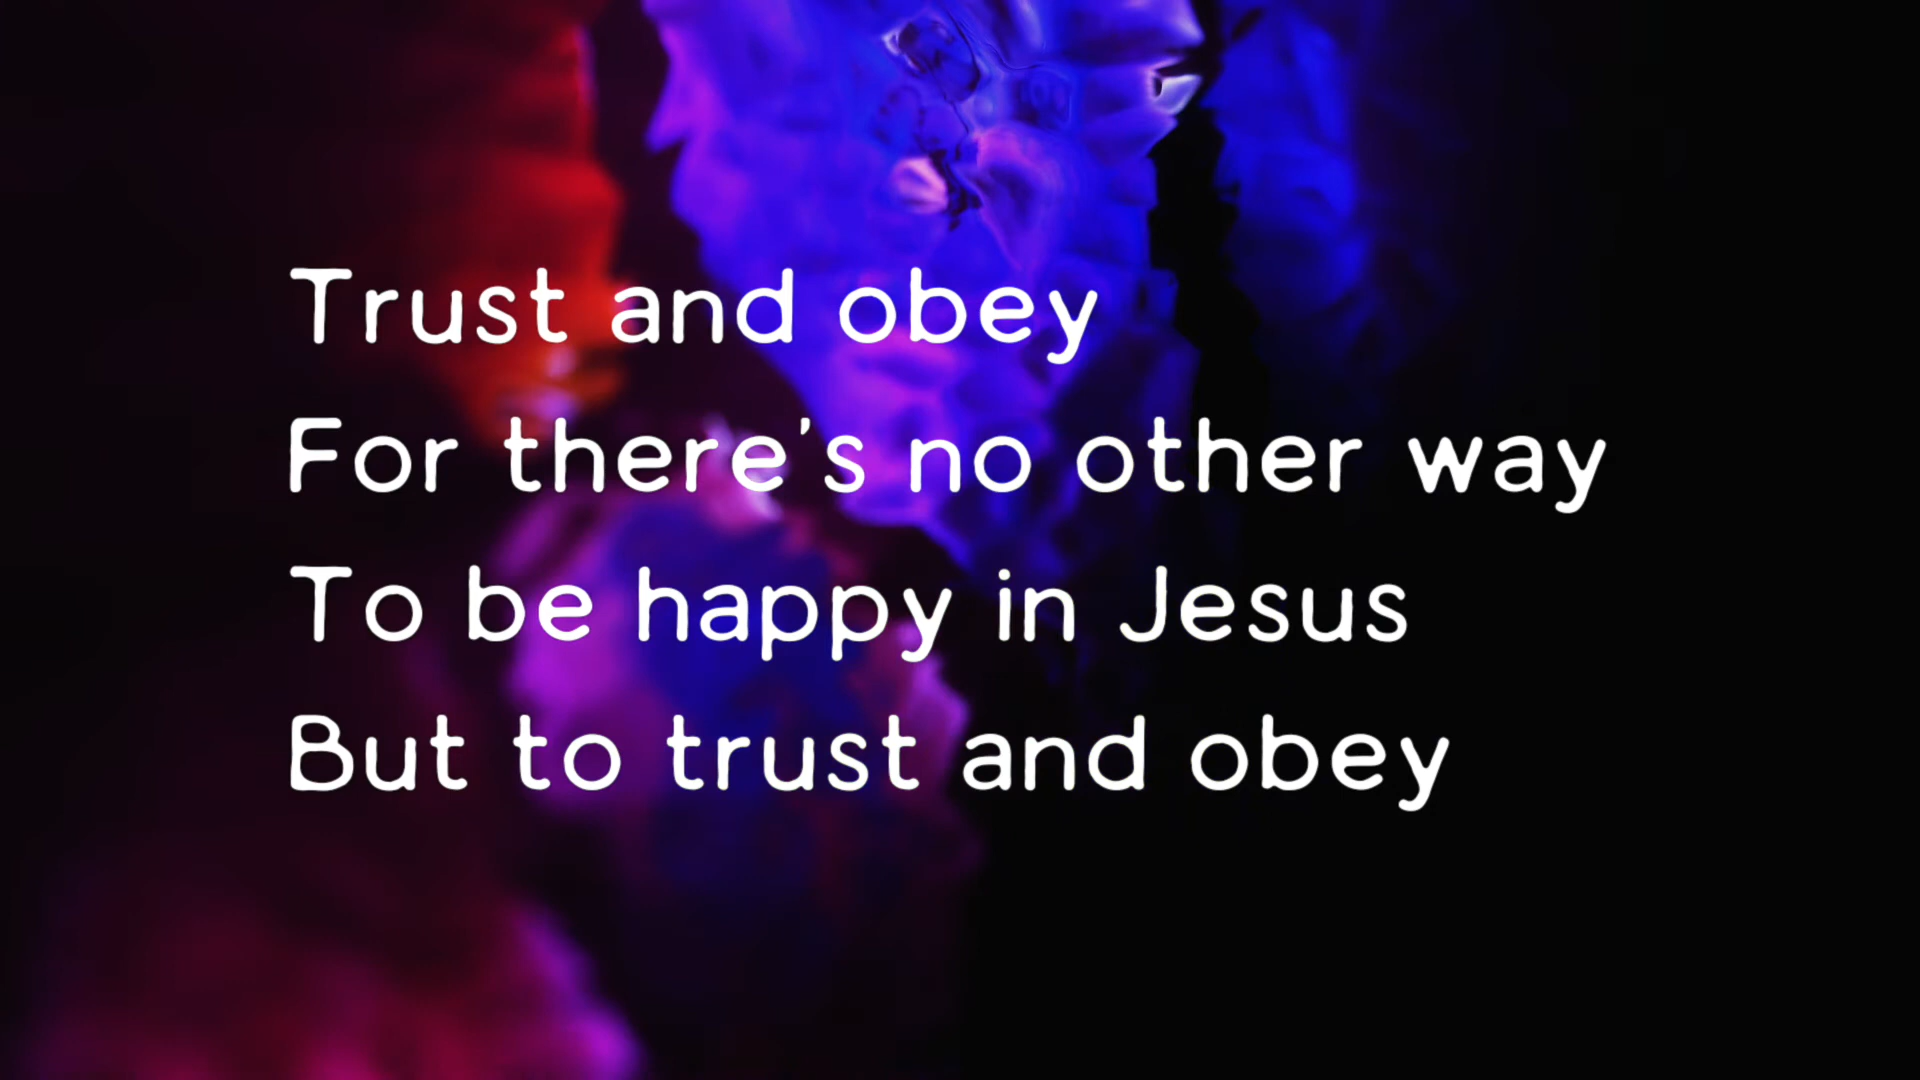 Trust and obey
For there's no other way
To be happy in Jesus
But to trust and obey